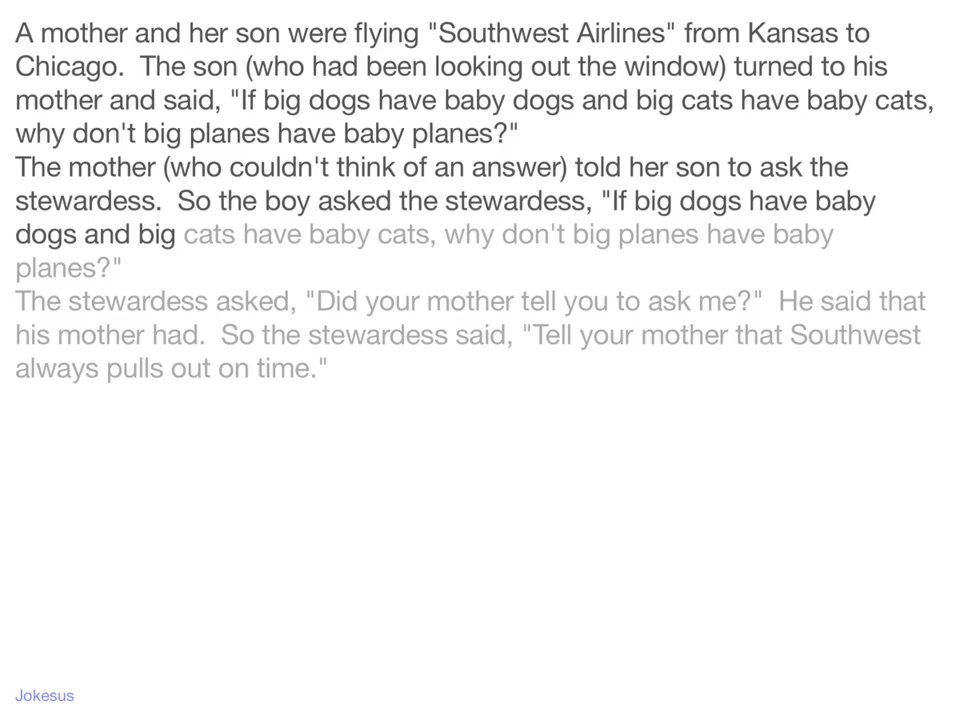 A mother and her son were flying "Southwest Airlines" from Kansas to
Chicago.  The son (who had been looking out the window) turned to his
mother and said, "If big dogs have baby dogs and big cats have baby cats,
why don't big planes have baby planes?"
The mother (who couldn't think of an answer) told her son to ask the
stewardess.  So the boy asked the stewardess, "If big dogs have baby
dogs and big cats have baby cats, why don't big planes have baby
planes?"
The stewardess asked, "Did your mother tell you to ask me?"  He said that
his mother had.  So the stewardess said, "Tell your mother that Southwest
always pulls out on time."
Jokesus